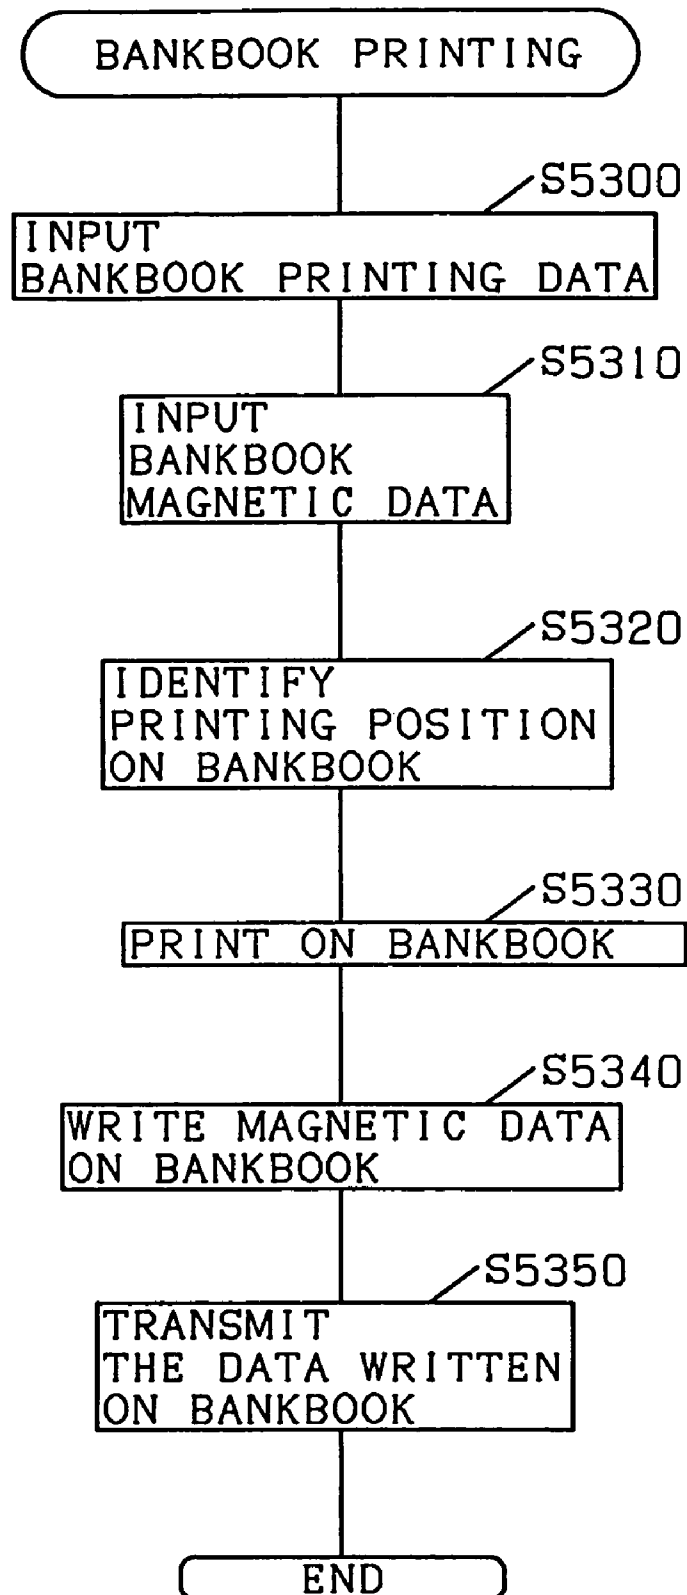 BANKBOOK PRINTING
S5300
INPUT
BANKBOOK PRINTING DATA
S5310
INPUT
BANKBOOK
MAGNETIC DATA
S5320
IDENTIFY
PRINTING POSITION
ON BANKBOOK
S5330
PRINT ON BANKBOOK
S5340
WRITE MAGNETIC DATA
ON BANKBOOK
S5350
TRANSMIT
THE DATA WRITTEN
ON BANKBOOK
END